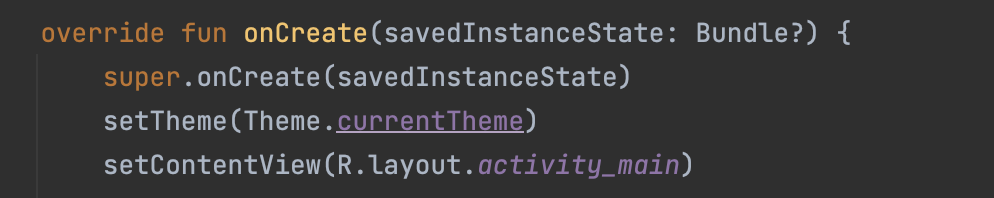 override fun onCreate(savedInstanceState: Bundle?) {
super.onCreate(savedInstanceState)
setTheme(Theme.currentTheme)
setContentView(R.layout.activity_main)